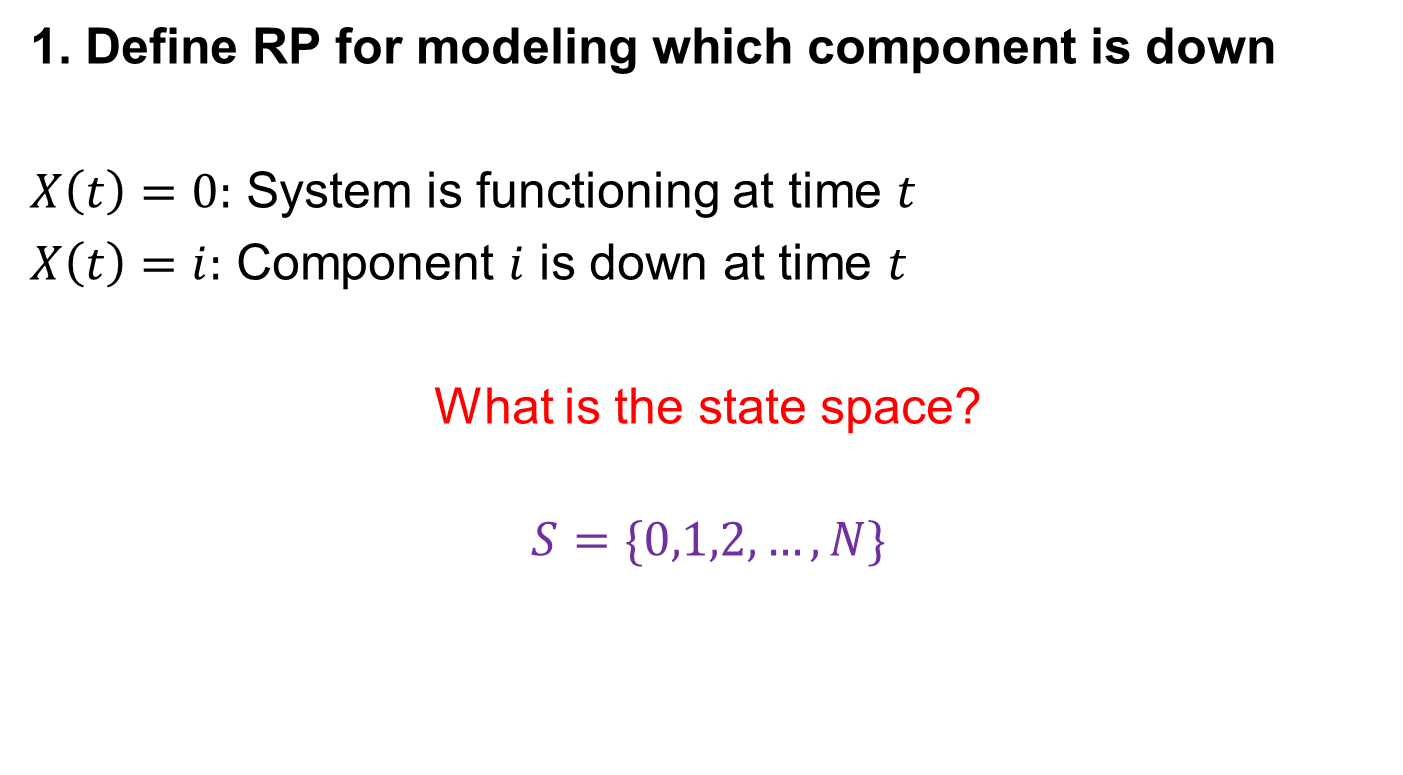 1. Define RP for modeling which component is down
X(t) = 0: System is functioning at time t
X(t) = i: Component i is down at time t
What is the state space?
S = {0,1,2, … , N}